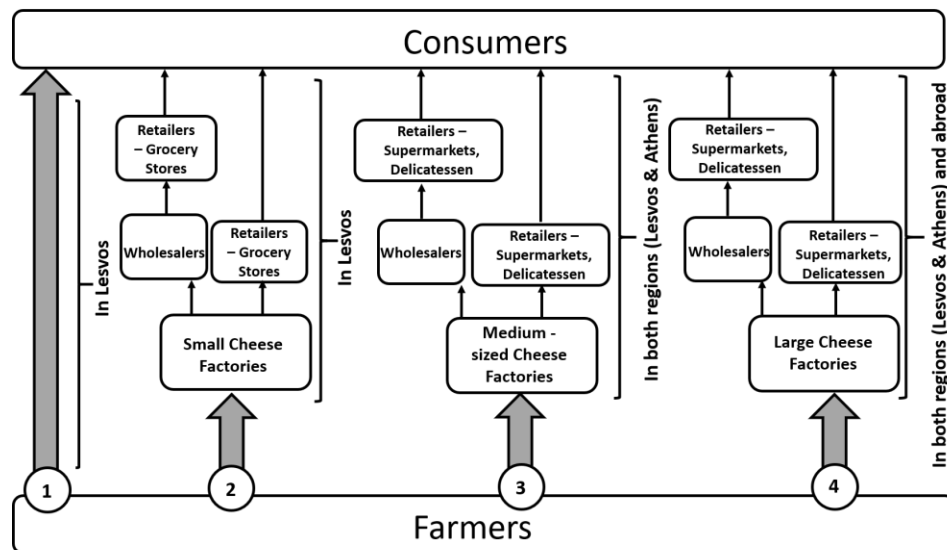 Consumers
In Lesvos
Retailers
– Grocery
Stores
Wholesalers
Retailers
– Grocery
Stores
Small Cheese
Factories
In Lesvos
Retailers –
Supermarkets,
Delicatessen
Wholesalers
Retailers –
Supermarkets,
Delicatessen
Medium -
sized Cheese
Factories
In both regions (Lesvos & Athens)
Retailers –
Supermarkets,
Delicatessen
Wholesalers
Retailers –
Supermarkets,
Delicatessen
Large Cheese
Factories
In both regions (Lesvos & Athens) and abroad
1
2
3
4
Farmers